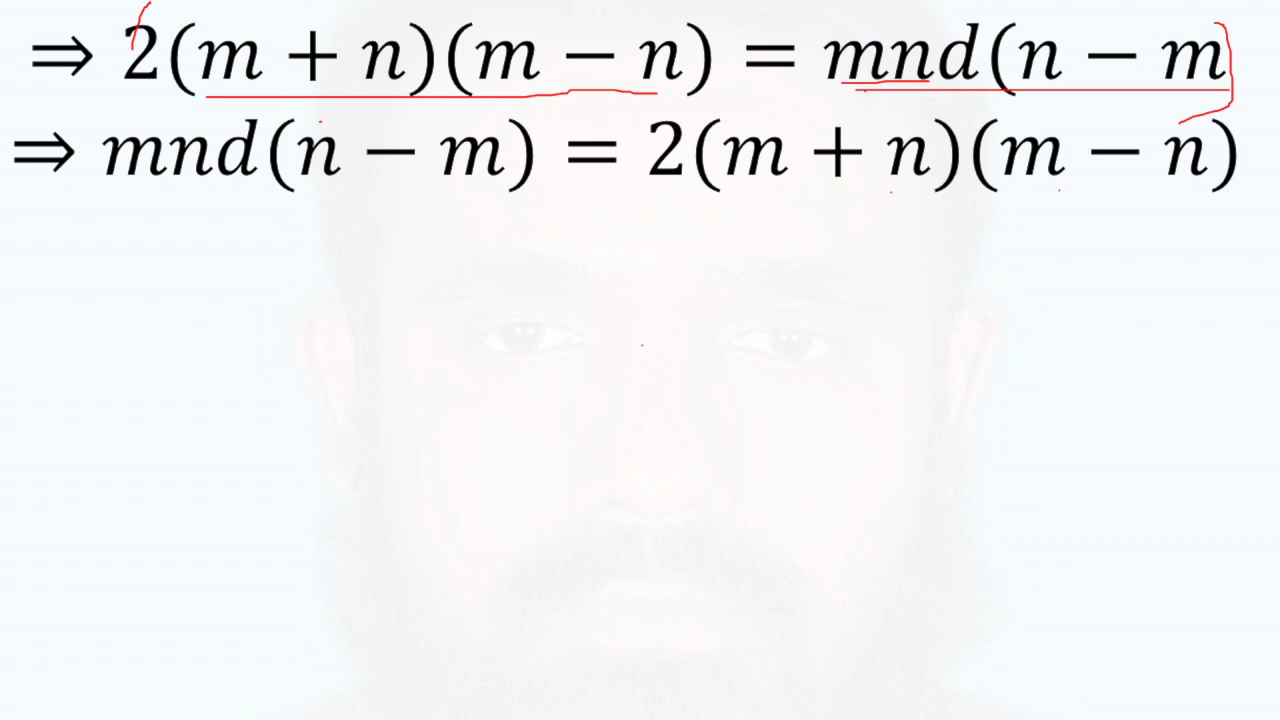 ⇒ 2(m + n)(m − n) = mnd(n − m
⇒ mnd(n − m) = 2(m + n)(m − n)